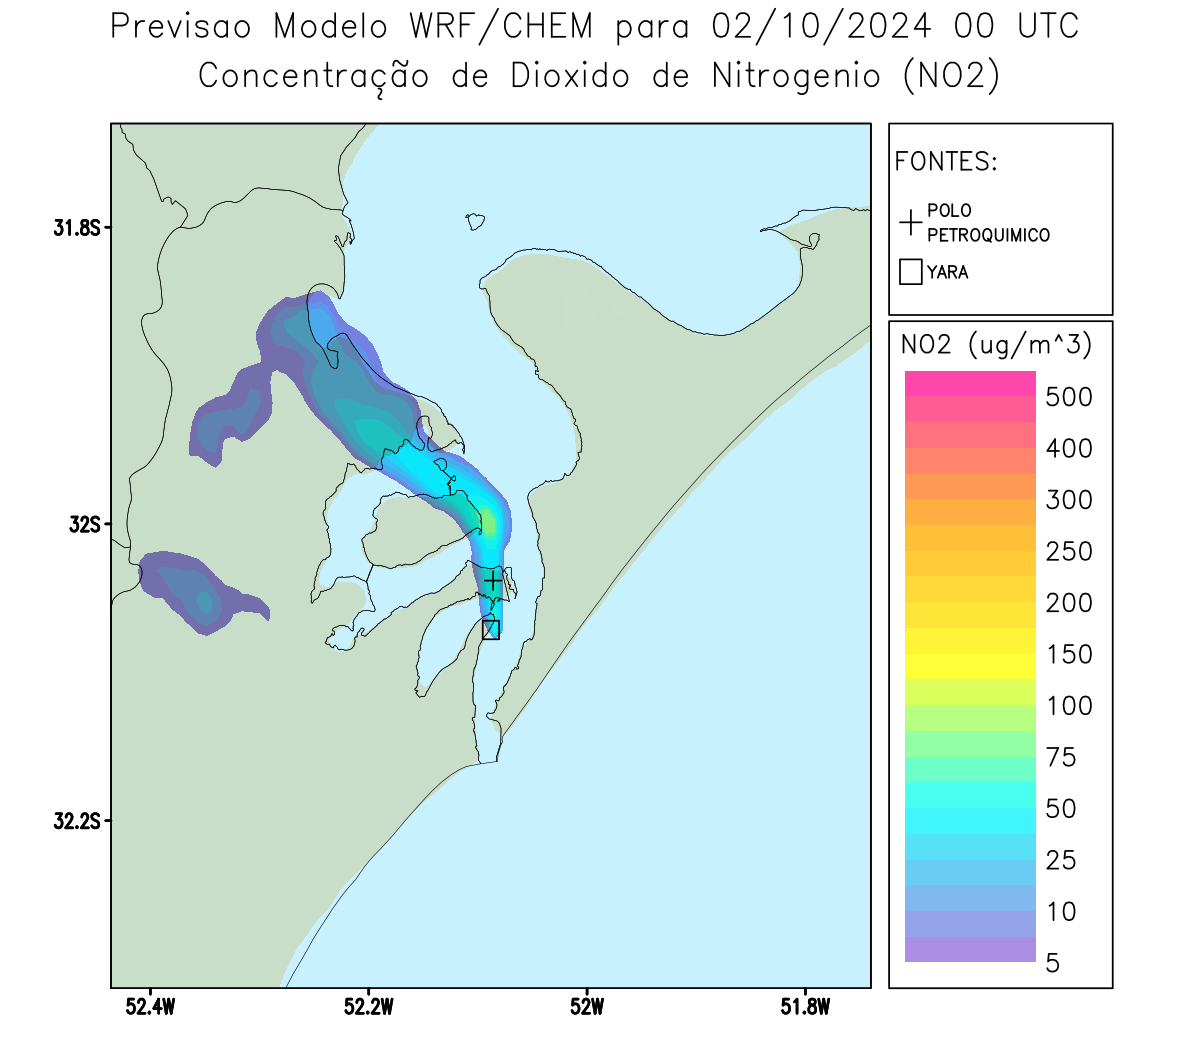 Previsao Modelo WRF/CHEM para 02/10/2024 00 UTC
Concentração de Dioxido de Nitrogenio (NO2)
FONTES:
POLO
PETROQUIMICO
YARA
NO2 (ug/m^3)
500
400
300
250
200
150
100
75
50
25
10
5
31.8S
32S
32.2S
52.4W
52.2W
52W
51.8W